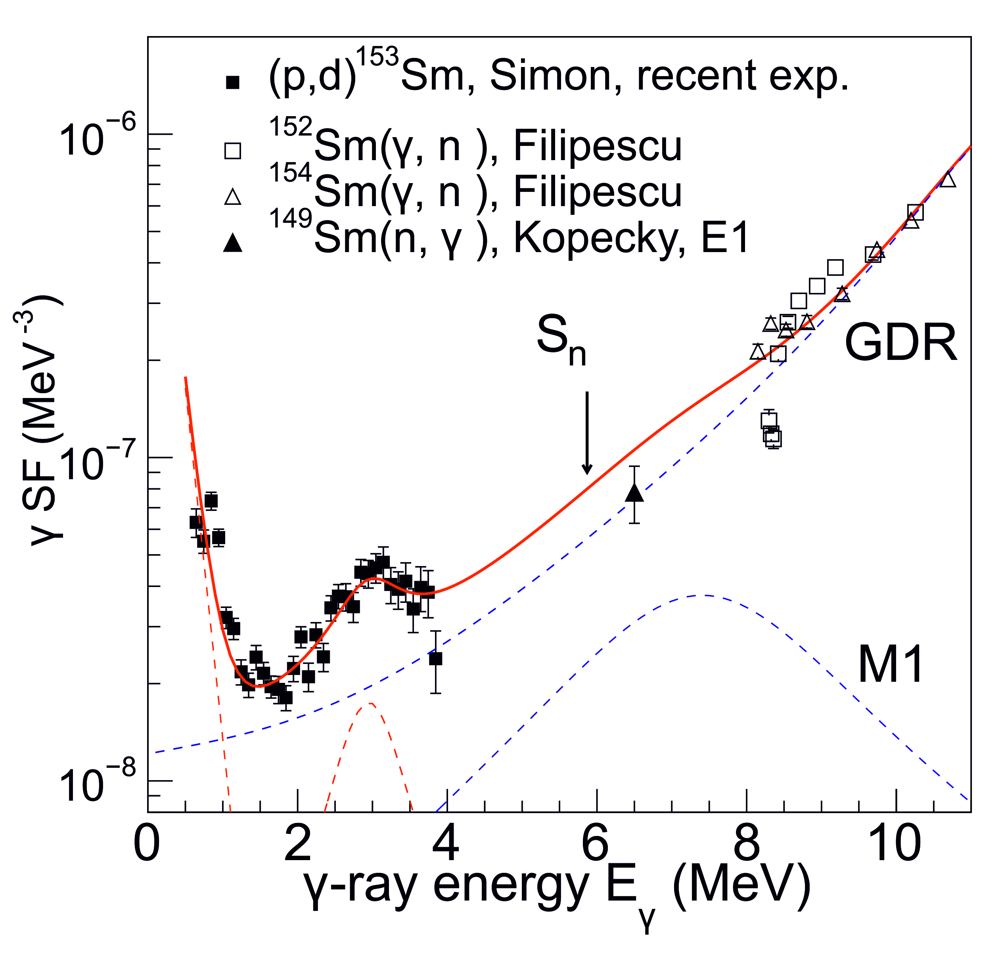 (p,d)¹⁵³Sm, Simon, recent exp.
¹⁵²Sm(γ, n ), Filipescu
¹⁵⁴Sm(γ, n ), Filipescu
¹⁴⁹Sm(n, γ ), Kopecky, E1
10⁻⁶
10⁻⁷
10⁻⁸
γ SF (MeV⁻³)
Sₙ
GDR
M1
0 2 4 6 8 10
γ-ray energy Eᵧ (MeV)